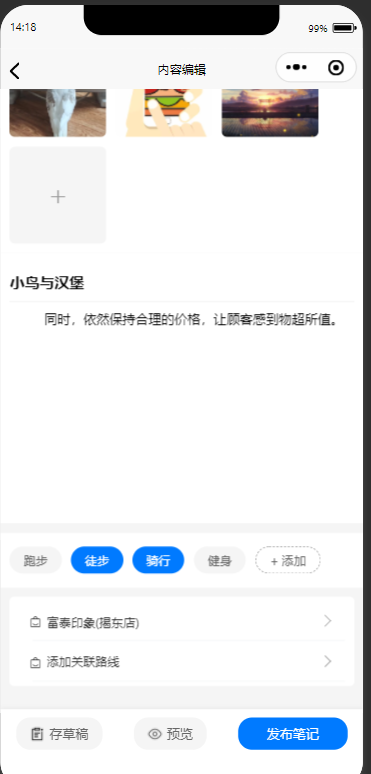 14:18
99%
内容编辑
小鸟与汉堡
同时，依然保持合理的价格，让顾客感到物超所值。
跑步 徒步 骑行 健身 + 添加
富泰印象(揭东店)
添加关联路线
存草稿 预览 发布笔记